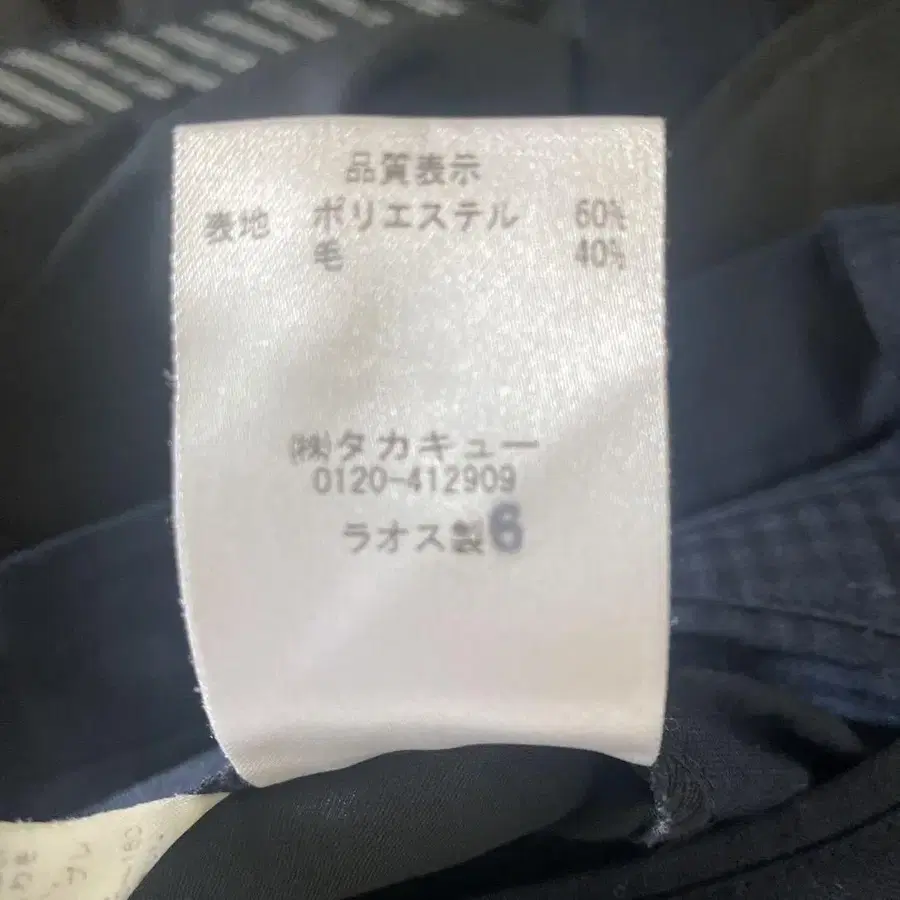 品質表示
表地 ポリエステル 60%
毛 40%
㈱タカキュー
0120-412909
ラオス製6